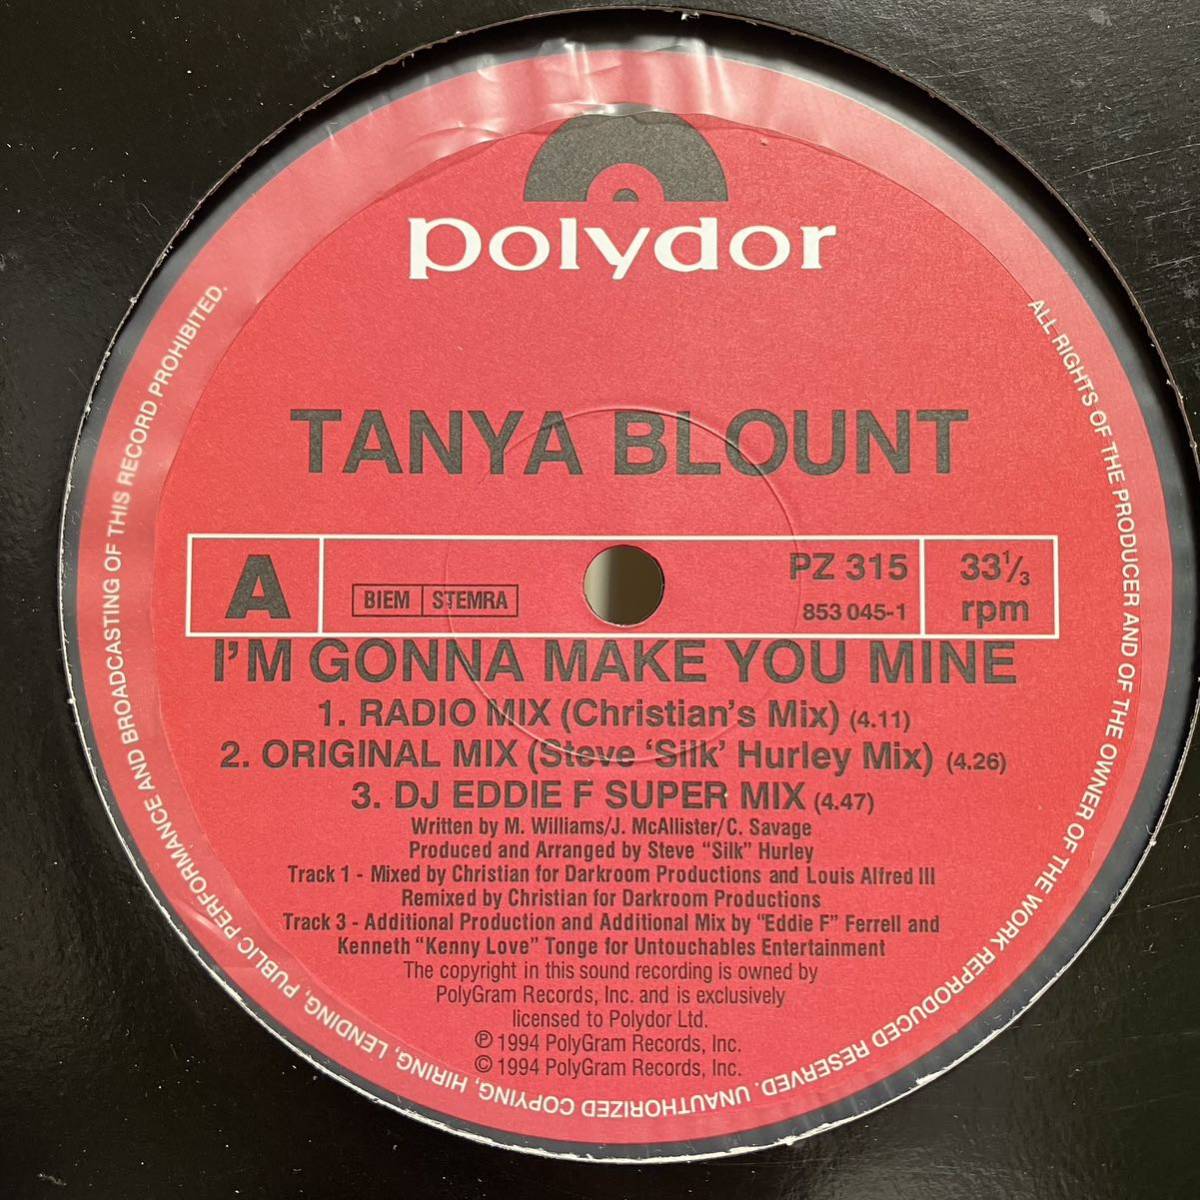 polydor
TANYA BLOUNT
A
BIEM STEMRA
PZ 315
853 045-1
33⅓
rpm
I'M GONNA MAKE YOU MINE
1. RADIO MIX (Christian's Mix) (4.11)
2. ORIGINAL MIX (Steve 'Silk' Hurley Mix) (4.26)
3. DJ EDDIE F SUPER MIX (4.47)
Written by M. Williams/J. McAllister/C. Savage
Produced and Arranged by Steve "Silk" Hurley
Track 1 - Mixed by Christian for Darkroom Productions and Louis Alfred III
Remixed by Christian for Darkroom Productions
Track 3 - Additional Production and Additional Mix by "Eddie F" Ferrell and
Kenneth "Kenny Love" Tonge for Untouchables Entertainment
The copyright in this sound recording is owned by
PolyGram Records, Inc. and is exclusively
licensed to Polydor Ltd.
℗ 1994 PolyGram Records, Inc.
© 1994 PolyGram Records, Inc.
ALL RIGHTS OF THE PRODUCER AND OF THE OWNER OF THE WORK REPRODUCED RESERVED. UNAUTHORIZED COPYING, HIRING, LENDING, PUBLIC PERFORMANCE AND BROADCASTING OF THIS RECORD PROHIBITED.